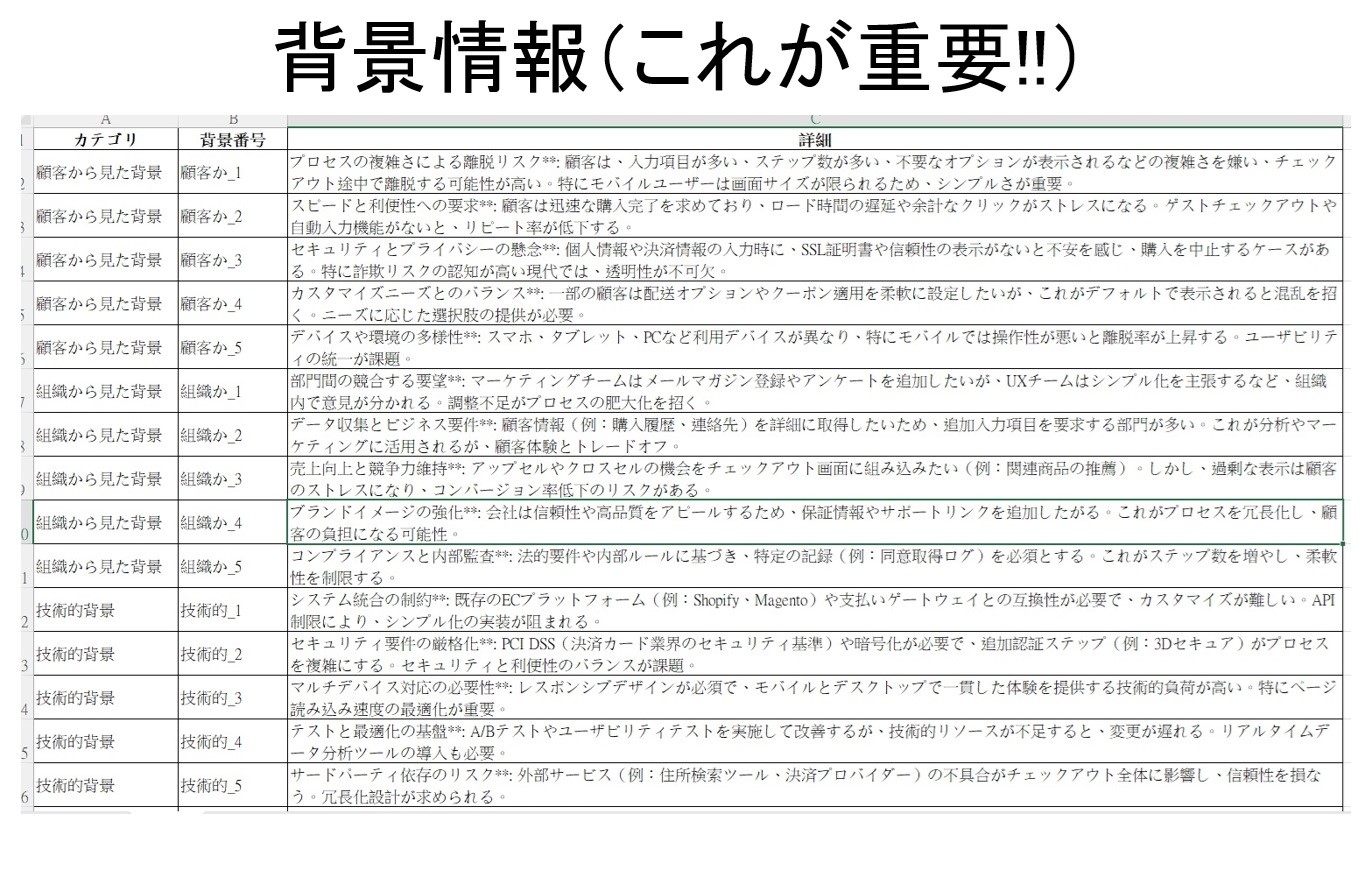 背景情報(これが重要!!)
A B C
1 カテゴリ 背景番号 詳細
2 顧客から見た背景 顧客か_1 プロセスの複雑さによる離脱リスク**: 顧客は、入力項目が多い、ステップ数が多い、不要なオプションが表示されるなどの複雑さを嫌い、チェック
アウト途中で離脱する可能性が高い。特にモバイルユーザーは画面サイズが限られるため、シンプルさが重要。
3 顧客から見た背景 顧客か_2 スピードと利便性への要求**: 顧客は迅速な購入完了を求めており、ロード時間の遅延や余計なクリックがストレスになる。ゲストチェックアウトや
自動入力機能がないと、リピート率が低下する。
4 顧客から見た背景 顧客か_3 セキュリティとプライバシーの懸念**: 個人情報や決済情報の入力時に、SSL証明書や信頼性の表示がないと不安を感じ、購入を中止するケースがあ
る。特に詐欺リスクの認知が高い現代では、透明性が不可欠。
5 顧客から見た背景 顧客か_4 カスタマイズニーズとのバランス**: 一部の顧客は配送オプションやクーポン適用を柔軟に設定したいが、これがデフォルトで表示されると混乱を招
く。ニーズに応じた選択肢の提供が必要。
6 顧客から見た背景 顧客か_5 デバイスや環境の多様性**: スマホ、タブレット、PCなど利用デバイスが異なり、特にモバイルでは操作性が悪いと離脱率が上昇する。ユーザビリテ
ィの統一が課題。
7 組織から見た背景 組織か_1 部門間の競合する要望**: マーケティングチームはメールマガジン登録やアンケートを追加したいが、UXチームはシンプル化を主張するなど、組織
内で意見が分かれる。調整不足がプロセスの肥大化を招く。
8 組織から見た背景 組織か_2 データ収集とビジネス要件**: 顧客情報（例：購入履歴、連絡先）を詳細に取得したいため、追加入力項目を要求する部門が多い。これが分析やマー
ケティングに活用されるが、顧客体験とトレードオフ。
9 組織から見た背景 組織か_3 売上向上と競争力維持**: アップセルやクロスセルの機会をチェックアウト画面に組み込みたい（例：関連商品の推薦）。しかし、過剰な表示は顧客
のストレスになり、コンバージョン率低下のリスクがある。
0 組織から見た背景 組織か_4 ブランドイメージの強化**: 会社は信頼性や高品質をアピールするため、保証情報やサポートリンクを追加したがる。これがプロセスを冗長化し、顧
客の負担になる可能性。
1 組織から見た背景 組織か_5 コンプライアンスと内部監査**: 法的要件や内部ルールに基づき、特定の記録（例：同意取得ログ）を必須とする。これがステップ数を増やし、柔軟
性を制限する。
2 技術的背景 技術的_1 システム統合の制約**: 既存のECプラットフォーム（例：Shopify、Magento）や支払いゲートウェイとの互換性が必要で、カスタマイズが難しい。API
制限により、シンプル化の実装が阻まれる。
3 技術的背景 技術的_2 セキュリティ要件の厳格化**: PCI DSS（決済カード業界のセキュリティ基準）や暗号化が必要で、追加認証ステップ（例：3Dセキュア）がプロセス
を複雑にする。セキュリティと利便性のバランスが課題。
4 技術的背景 技術的_3 マルチデバイス対応の必要性**: レスポンシブデザインが必須で、モバイルとデスクトップで一貫した体験を提供する技術的負荷が高い。特にページ
読み込み速度の最適化が重要。
5 技術的背景 技術的_4 テストと最適化の基盤**: A/Bテストやユーザビリティテストを実施して改善するが、技術的リソースが不足すると、変更が遅れる。リアルタイムデ
ータ分析ツールの導入も必要。
6 技術的背景 技術的_5 サードパーティ依存のリスク**: 外部サービス（例：住所検索ツール、決済プロバイダー）の不具合がチェックアウト全体に影響し、信頼性を損な
う。冗長化設計が求められる。